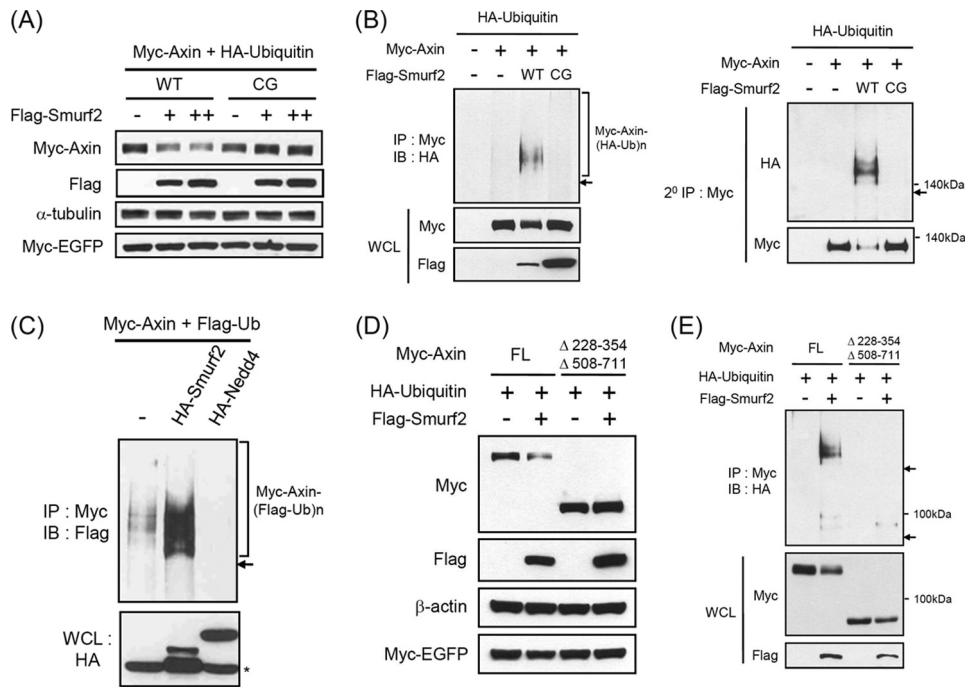 (A)
Myc-Axin + HA-Ubiquitin
WT CG
Flag-Smurf2 - + ++ - + ++
Myc-Axin
Flag
α-tubulin
Myc-EGFP
(B)
HA-Ubiquitin
Myc-Axin - + + +
Flag-Smurf2 - - WT CG
IP : Myc
IB : HA
Myc-Axin-
(HA-Ub)n
WCL
Myc
Flag
HA-Ubiquitin
Myc-Axin - + + +
Flag-Smurf2 - - WT CG
HA
2⁰ IP : Myc
140kDa
Myc
140kDa
(C)
Myc-Axin + Flag-Ub
- HA-Smurf2 HA-Nedd4
IP : Myc
IB : Flag
Myc-Axin-
(Flag-Ub)n
WCL :
HA
*
(D)
Myc-Axin FL Δ 228-354
Δ 508-711
HA-Ubiquitin + + + +
Flag-Smurf2 - + - +
Myc
Flag
β-actin
Myc-EGFP
(E)
Myc-Axin FL Δ 228-354
Δ 508-711
HA-Ubiquitin + + + +
Flag-Smurf2 - + - +
IP : Myc
IB : HA
100kDa
WCL
Myc
100kDa
Flag